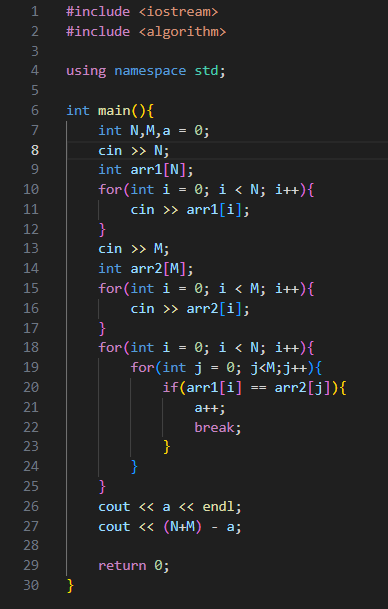 1 #include <iostream>
2 #include <algorithm>
3
4 using namespace std;
5
6 int main(){
7     int N,M,a = 0;
8     cin >> N;
9     int arr1[N];
10     for(int i = 0; i < N; i++){
11         cin >> arr1[i];
12     }
13     cin >> M;
14     int arr2[M];
15     for(int i = 0; i < M; i++){
16         cin >> arr2[i];
17     }
18     for(int i = 0; i < N; i++){
19         for(int j = 0; j<M;j++){
20             if(arr1[i] == arr2[j]){
21                 a++;
22                 break;
23             }
24         }
25     }
26     cout << a << endl;
27     cout << (N+M) - a;
28
29     return 0;
30 }